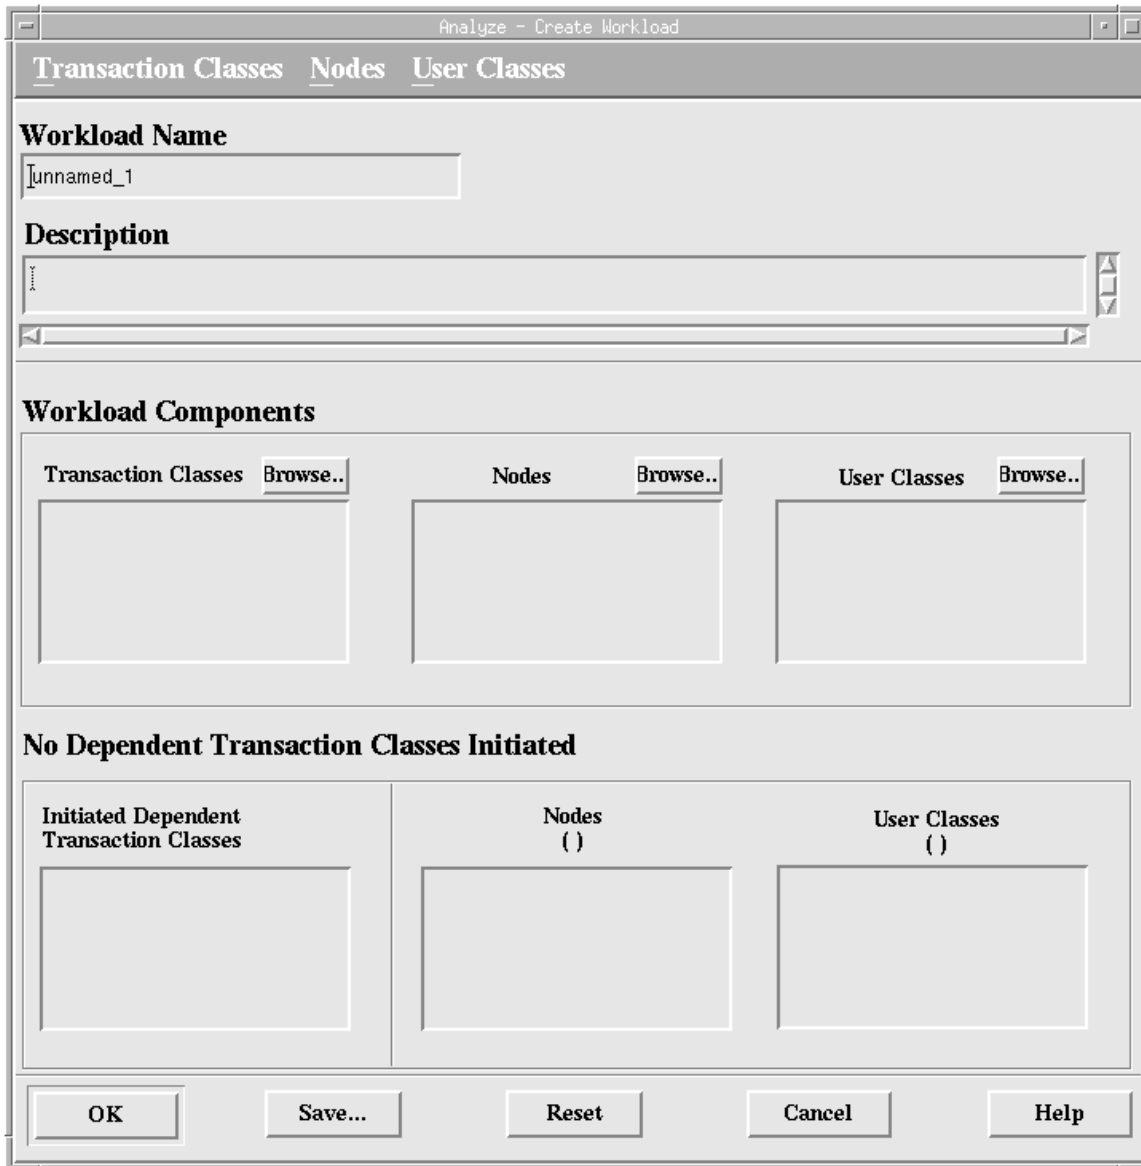 Analyze - Create Workload
Transaction Classes Nodes User Classes
Workload Name
unnamed_1
Description
Workload Components
Transaction Classes Browse.. Nodes Browse.. User Classes Browse..
No Dependent Transaction Classes Initiated
Initiated Dependent Nodes User Classes
Transaction Classes ( ) ( )
OK Save... Reset Cancel Help